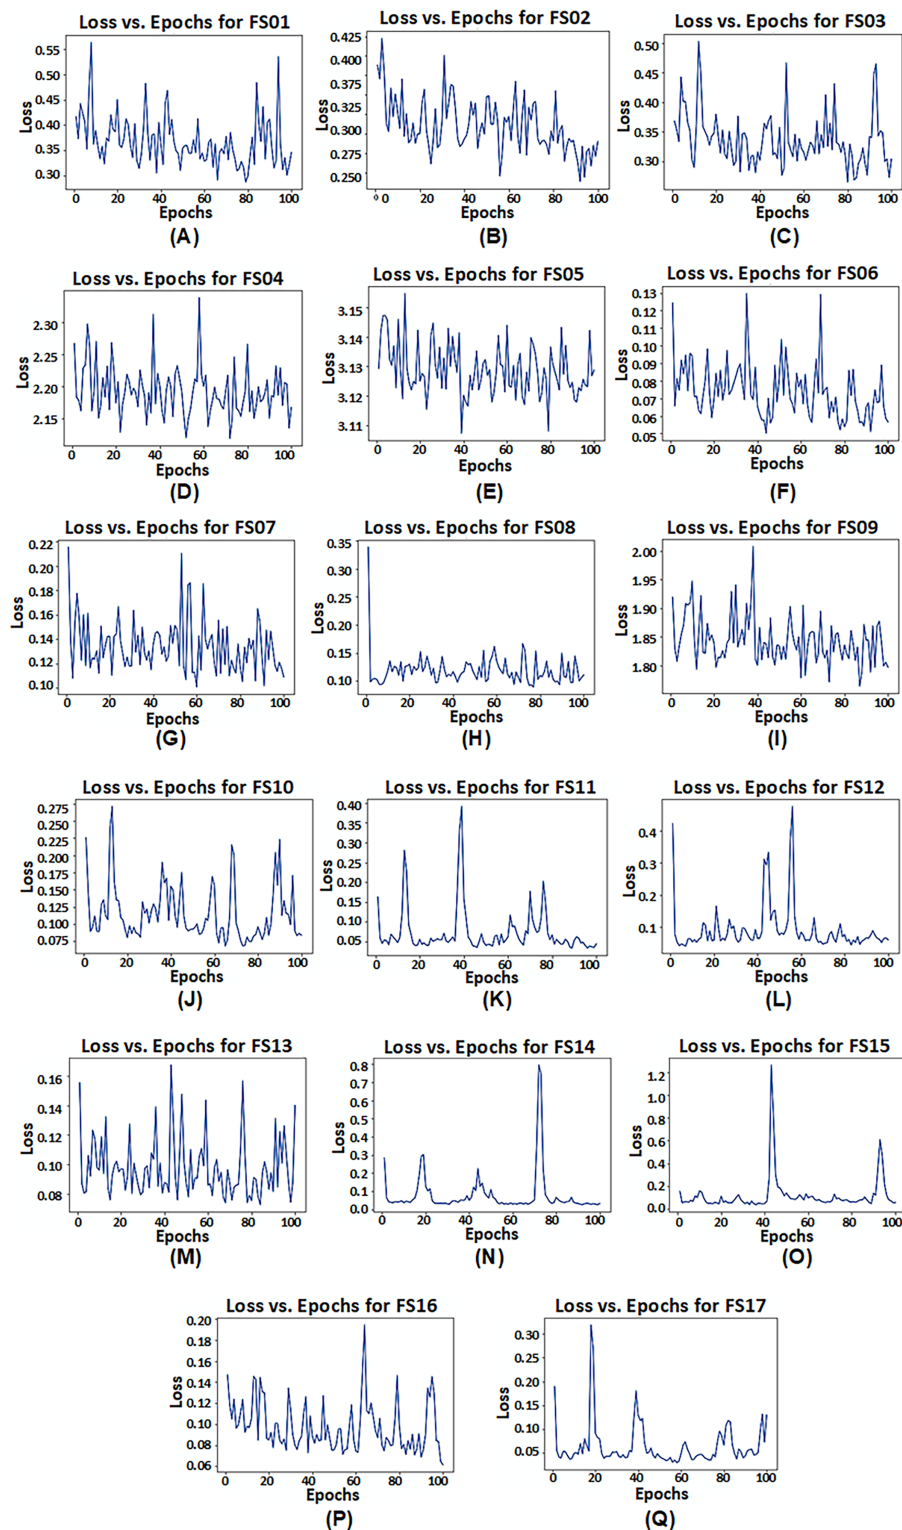 Loss vs. Epochs for FS01
Loss vs. Epochs for FS02
Loss vs. Epochs for FS03
0.55
0.50
0.45
0.40
0.35
0.30
Loss
0 20 40 60 80 100
Epochs
(A)
0.425
0.400
0.375
0.350
0.325
0.300
0.275
0.250
Loss
0 20 40 60 80 100
Epochs
(B)
0.50
0.45
0.40
0.35
0.30
Loss
0 20 40 60 80 100
Epochs
(C)
Loss vs. Epochs for FS04
Loss vs. Epochs for FS05
Loss vs. Epochs for FS06
2.30
2.25
2.20
2.15
Loss
0 20 40 60 80 100
Epochs
(D)
3.15
3.14
3.13
3.12
3.11
Loss
0 20 40 60 80 100
Epochs
(E)
0.13
0.12
0.10
0.09
0.08
0.07
0.06
0.05
Loss
0 20 40 60 80 100
Epochs
(F)
Loss vs. Epochs for FS07
Loss vs. Epochs for FS08
Loss vs. Epochs for FS09
0.22
0.20
0.18
0.16
0.14
0.12
0.10
Loss
0 20 40 60 80 100
Epochs
(G)
0.35
0.30
0.25
0.20
0.15
0.10
Loss
0 20 40 60 80 100
Epochs
(H)
2.00
1.95
1.90
1.85
1.80
Loss
0 20 40 60 80 100
Epochs
(I)
Loss vs. Epochs for FS10
Loss vs. Epochs for FS11
Loss vs. Epochs for FS12
0.275
0.250
0.225
0.200
0.175
0.150
0.125
0.100
0.075
Loss
0 20 40 60 80 100
Epochs
(J)
0.40
0.35
0.30
0.25
0.20
0.15
0.10
0.05
Loss
0 20 40 60 80 100
Epochs
(K)
0.4
0.3
0.2
0.1
Loss
0 20 40 60 80 100
Epochs
(L)
Loss vs. Epochs for FS13
Loss vs. Epochs for FS14
Loss vs. Epochs for FS15
0.16
0.14
0.12
0.10
0.08
Loss
0 20 40 60 80 100
Epochs
(M)
0.8
0.7
0.6
0.5
0.4
0.3
0.2
0.1
0.0
Loss
0 20 40 60 80 100
Epochs
(N)
1.2
1.0
0.8
0.6
0.4
0.2
0.0
Loss
0 20 40 60 80 100
Epochs
(O)
Loss vs. Epochs for FS16
Loss vs. Epochs for FS17
0.20
0.18
0.16
0.14
0.12
0.10
0.08
0.06
Loss
0 20 40 60 80 100
Epochs
(P)
0.30
0.25
0.20
0.15
0.10
0.05
Loss
0 20 40 60 80 100
Epochs
(Q)